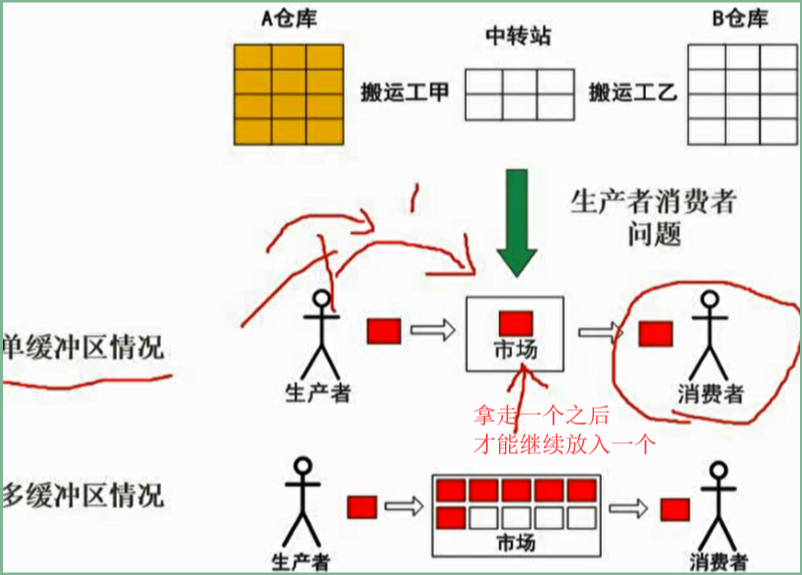 A仓库
中转站
B仓库
搬运工甲
搬运工乙
生产者消费者
问题
单缓冲区情况
市场
生产者
消费者
拿走一个之后
才能继续放入一个
多缓冲区情况
市场
生产者
消费者